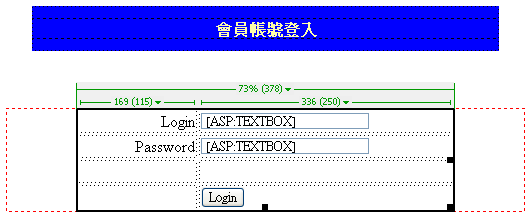 會員帳號登入
73% (378)
169 (115) 336 (250)
Login [ASP:TEXTBOX]
Password [ASP:TEXTBOX]
Login